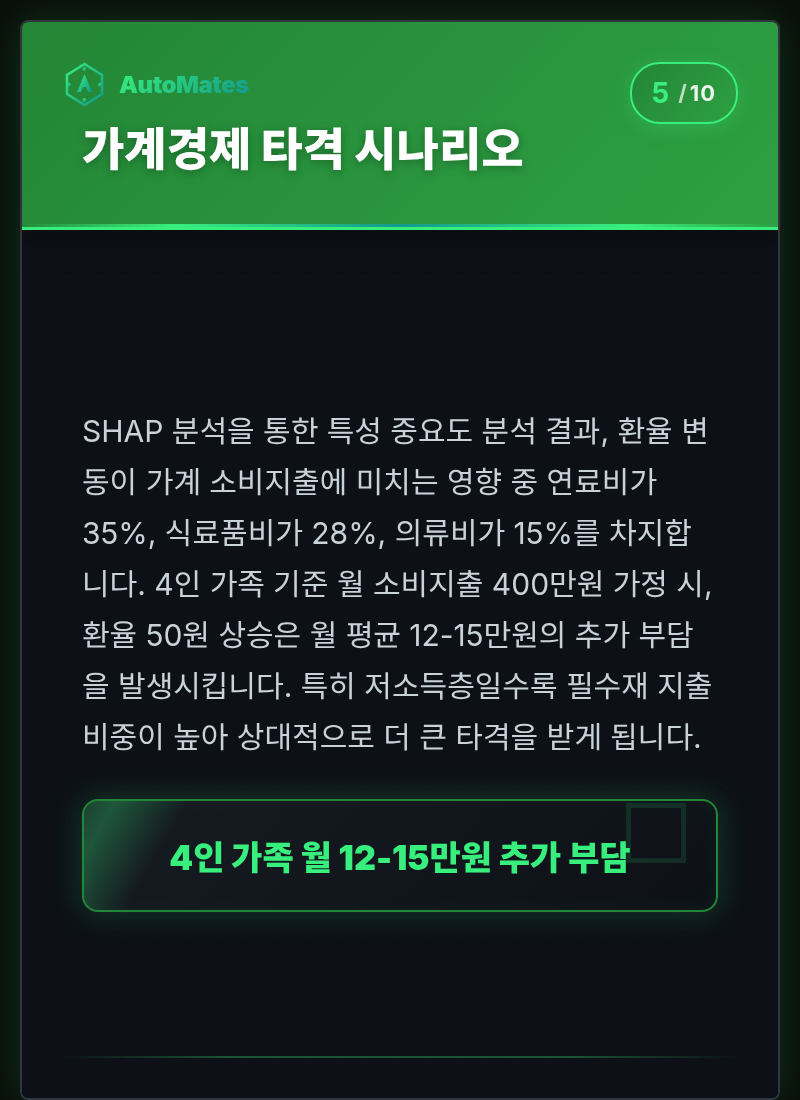 AutoMates
5 /10
가계경제 타격 시나리오
SHAP 분석을 통한 특성 중요도 분석 결과, 환율 변
동이 가계 소비지출에 미치는 영향 중 연료비가
35%, 식료품비가 28%, 의류비가 15%를 차지합
니다. 4인 가족 기준 월 소비지출 400만원 가정 시,
환율 50원 상승은 월 평균 12-15만원의 추가 부담
을 발생시킵니다. 특히 저소득층일수록 필수재 지출
비중이 높아 상대적으로 더 큰 타격을 받게 됩니다.
4인 가족 월 12-15만원 추가 부담